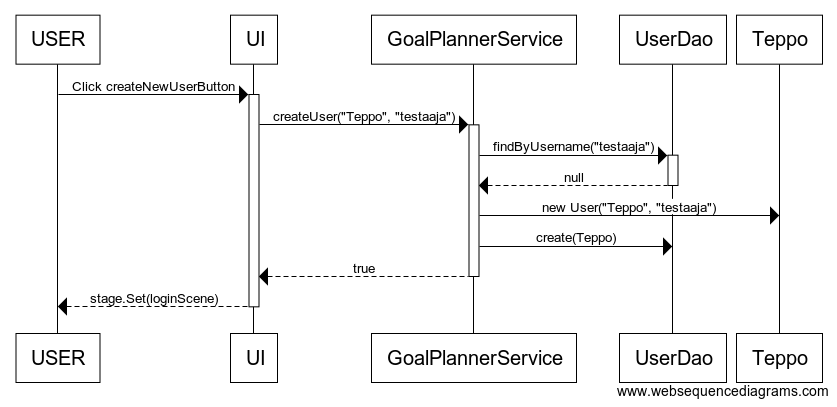 USER UI GoalPlannerService UserDao Teppo
Click createNewUserButton
createUser("Teppo", "testaaja")
findByUsername("testaaja")
null
new User("Teppo", "testaaja")
create(Teppo)
true
stage.Set(loginScene)
USER UI GoalPlannerService UserDao Teppo
www.websequencediagrams.com